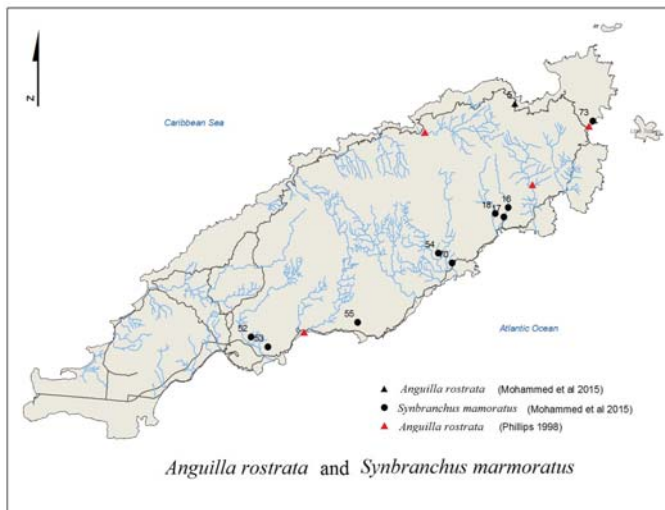 N
Caribbean Sea
5
73
16
18
17
54
55
52
53
Atlantic Ocean
Anguilla rostrata (Mohammed et al 2015)
Synbranchus mamoratus (Mohammed et al 2015)
Anguilla rostrata (Phillips 1998)
Anguilla rostrata and Synbranchus marmoratus